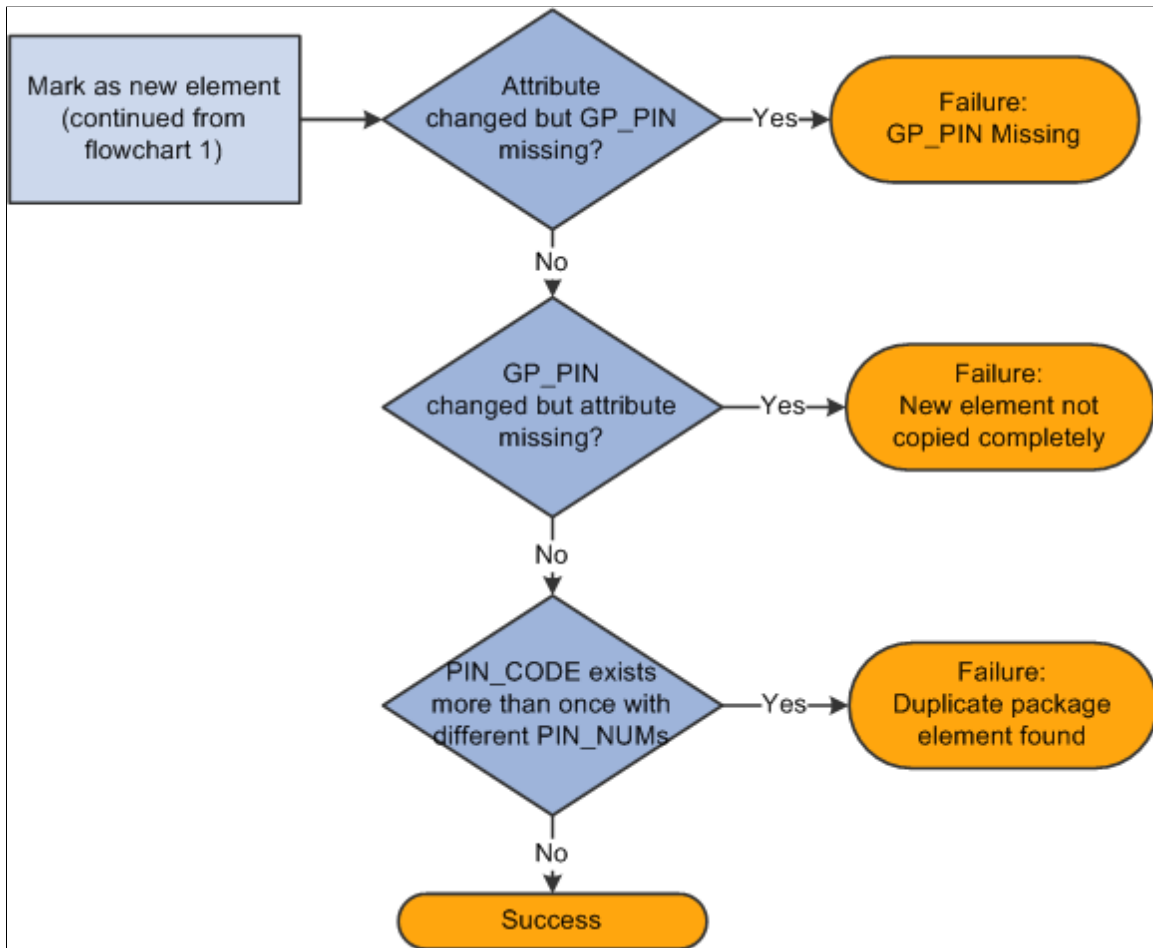 Mark as new element
(continued from
flowchart 1)
Attribute
changed but GP_PIN
missing?
Yes
Failure:
GP_PIN Missing
No
GP_PIN
changed but attribute
missing?
Yes
Failure:
New element not
copied completely
No
PIN_CODE exists
more than once with
different PIN_NUMs
Yes
Failure:
Duplicate package
element found
No
Success